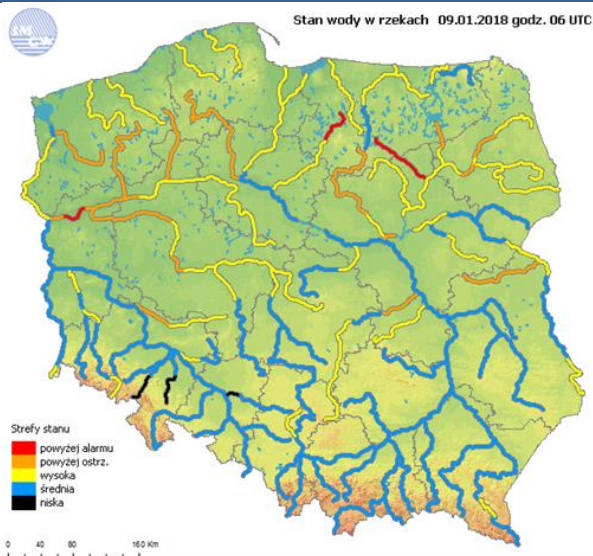 Stan wody w rzekach 09.01.2018 godz. 06 UTC
Strefy stanu
powyżej alarmu
powyżej ostrz.
wysoka
średnia
niska
0 40 80 160 Km